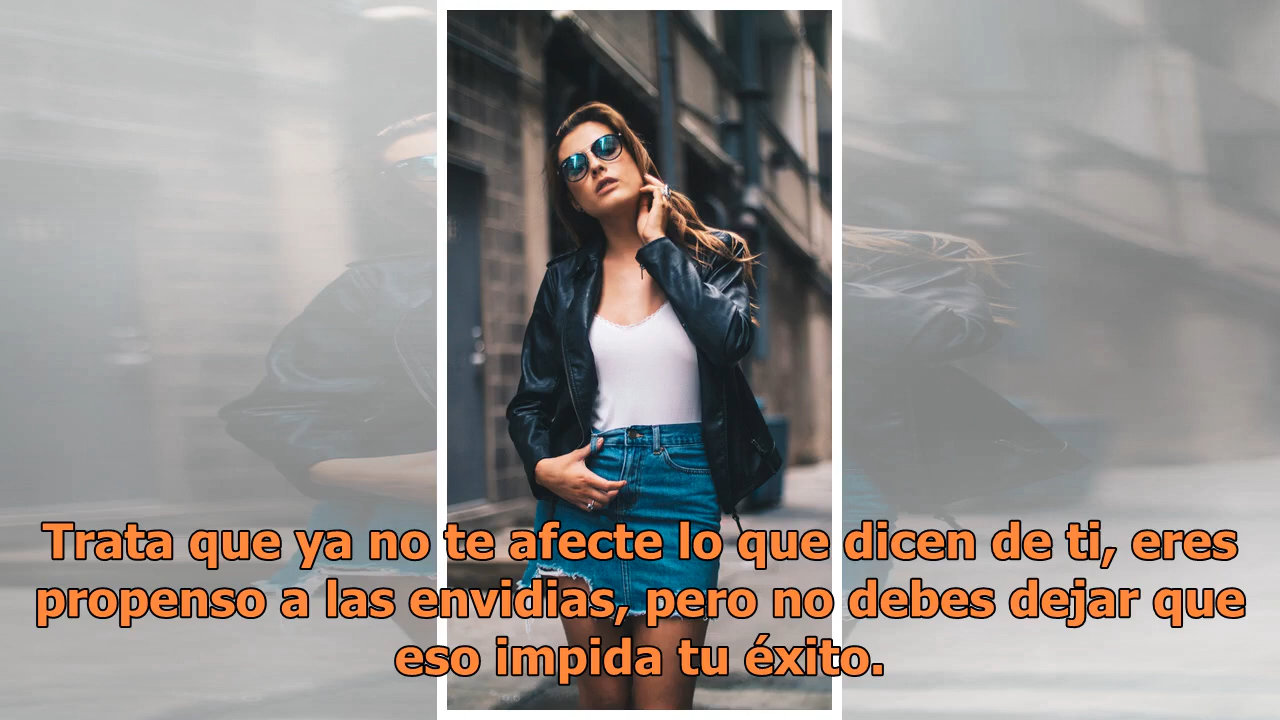 Trata que ya no te afecte lo que dicen de ti, eres
propenso a las envidias, pero no debes dejar que
eso impida tu éxito.